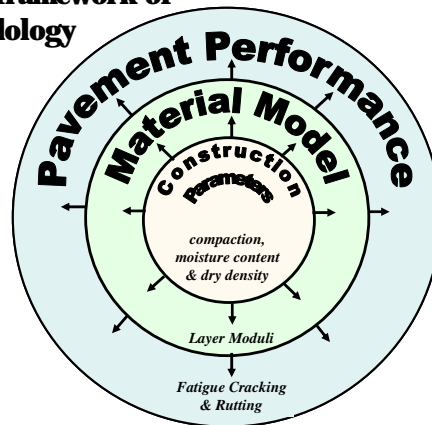 Pavement Performance
Material Model
Construction
Parameters
compaction,
moisture content
& dry density
Layer Moduli
Fatigue Cracking
& Rutting